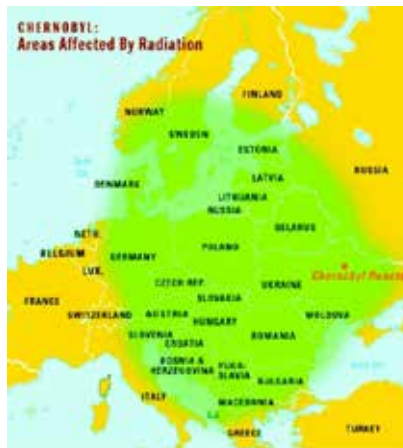 CHERNOBYL:
Areas Affected By Radiation
FINLAND
NORWAY
SWEDEN
ESTONIA
RUSSIA
LATVIA
DENMARK
LITHUANIA
RUSSIA
BELARUS
NETH.
POLAND
BELGIUM
GERMANY
LUX.
Chernobyl
CZECH REP.
UKRAINE
SLOVAKIA
FRANCE
SWITZERLAND
AUSTRIA
MOLDOVA
HUNGARY
SLOVENIA
ROMANIA
CROATIA
BOSNIA &
HERZEGOVINA
YUGO-
SLAVIA
BULGARIA
ITALY
MACEDONIA
GREECE
TURKEY